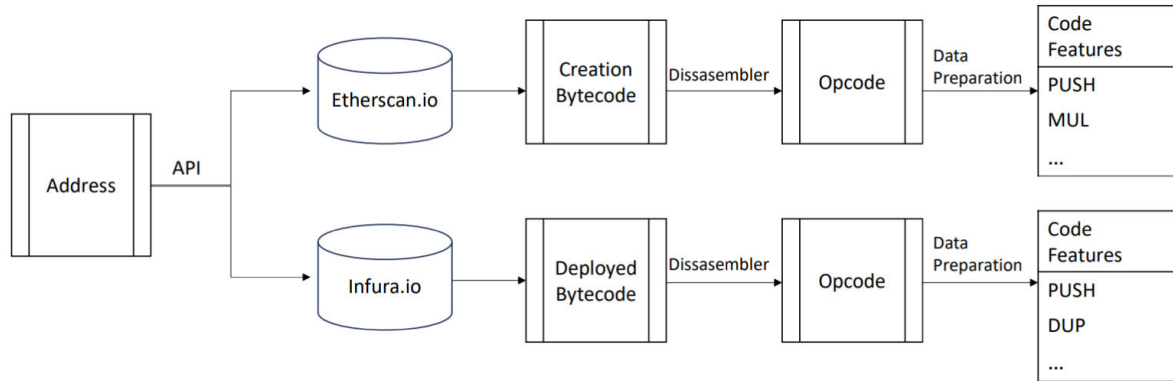 Address
API
Etherscan.io
Creation
Bytecode
Dissasembler
Opcode
Data
Preparation
Code
Features
PUSH
MUL
...
Infura.io
Deployed
Bytecode
Dissasembler
Opcode
Data
Preparation
Code
Features
PUSH
DUP
...